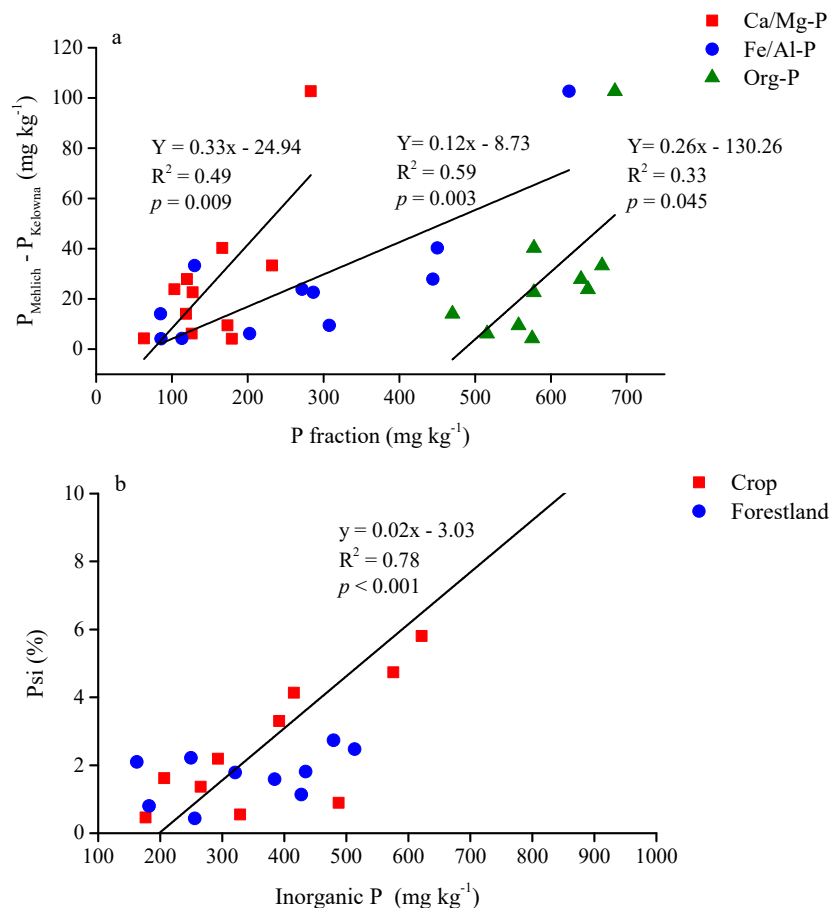 a
Ca/Mg-P
Fe/Al-P
Org-P
120
100
80
60
40
20
0
P_Mehlich - P_Kelowna (mg kg⁻¹)
Y = 0.33x - 24.94
R² = 0.49
p = 0.009
Y = 0.12x - 8.73
R² = 0.59
p = 0.003
Y= 0.26x - 130.26
R² = 0.33
p = 0.045
0 100 200 300 400 500 600 700
P fraction (mg kg⁻¹)
b
Crop
Forestland
10
8
6
4
2
0
Psi (%)
y = 0.02x - 3.03
R² = 0.78
p < 0.001
100 200 300 400 500 600 700 800 900 1000
Inorganic P (mg kg⁻¹)